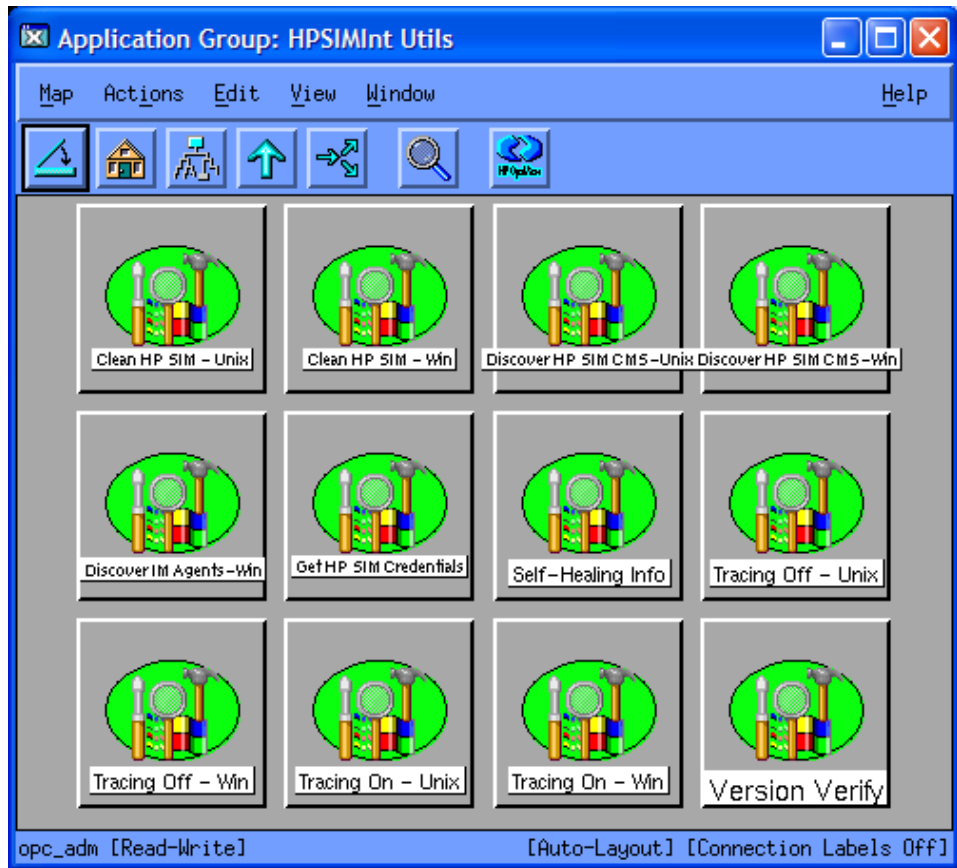 Application Group: HPSIMInt Utils
Map Actions Edit View Window Help
HP OpenView
Clean HP SIM - Unix
Clean HP SIM - Win
Discover HP SIM CMS-Unix
Discover HP SIM CMS-Win
Discover IM Agents-Win
Get HP SIM Credentials
Self-Healing Info
Tracing Off - Unix
Tracing Off - Win
Tracing On - Unix
Tracing On - Win
Version Verify
opc_adm [Read-Write] [Auto-Layout] [Connection Labels Off]